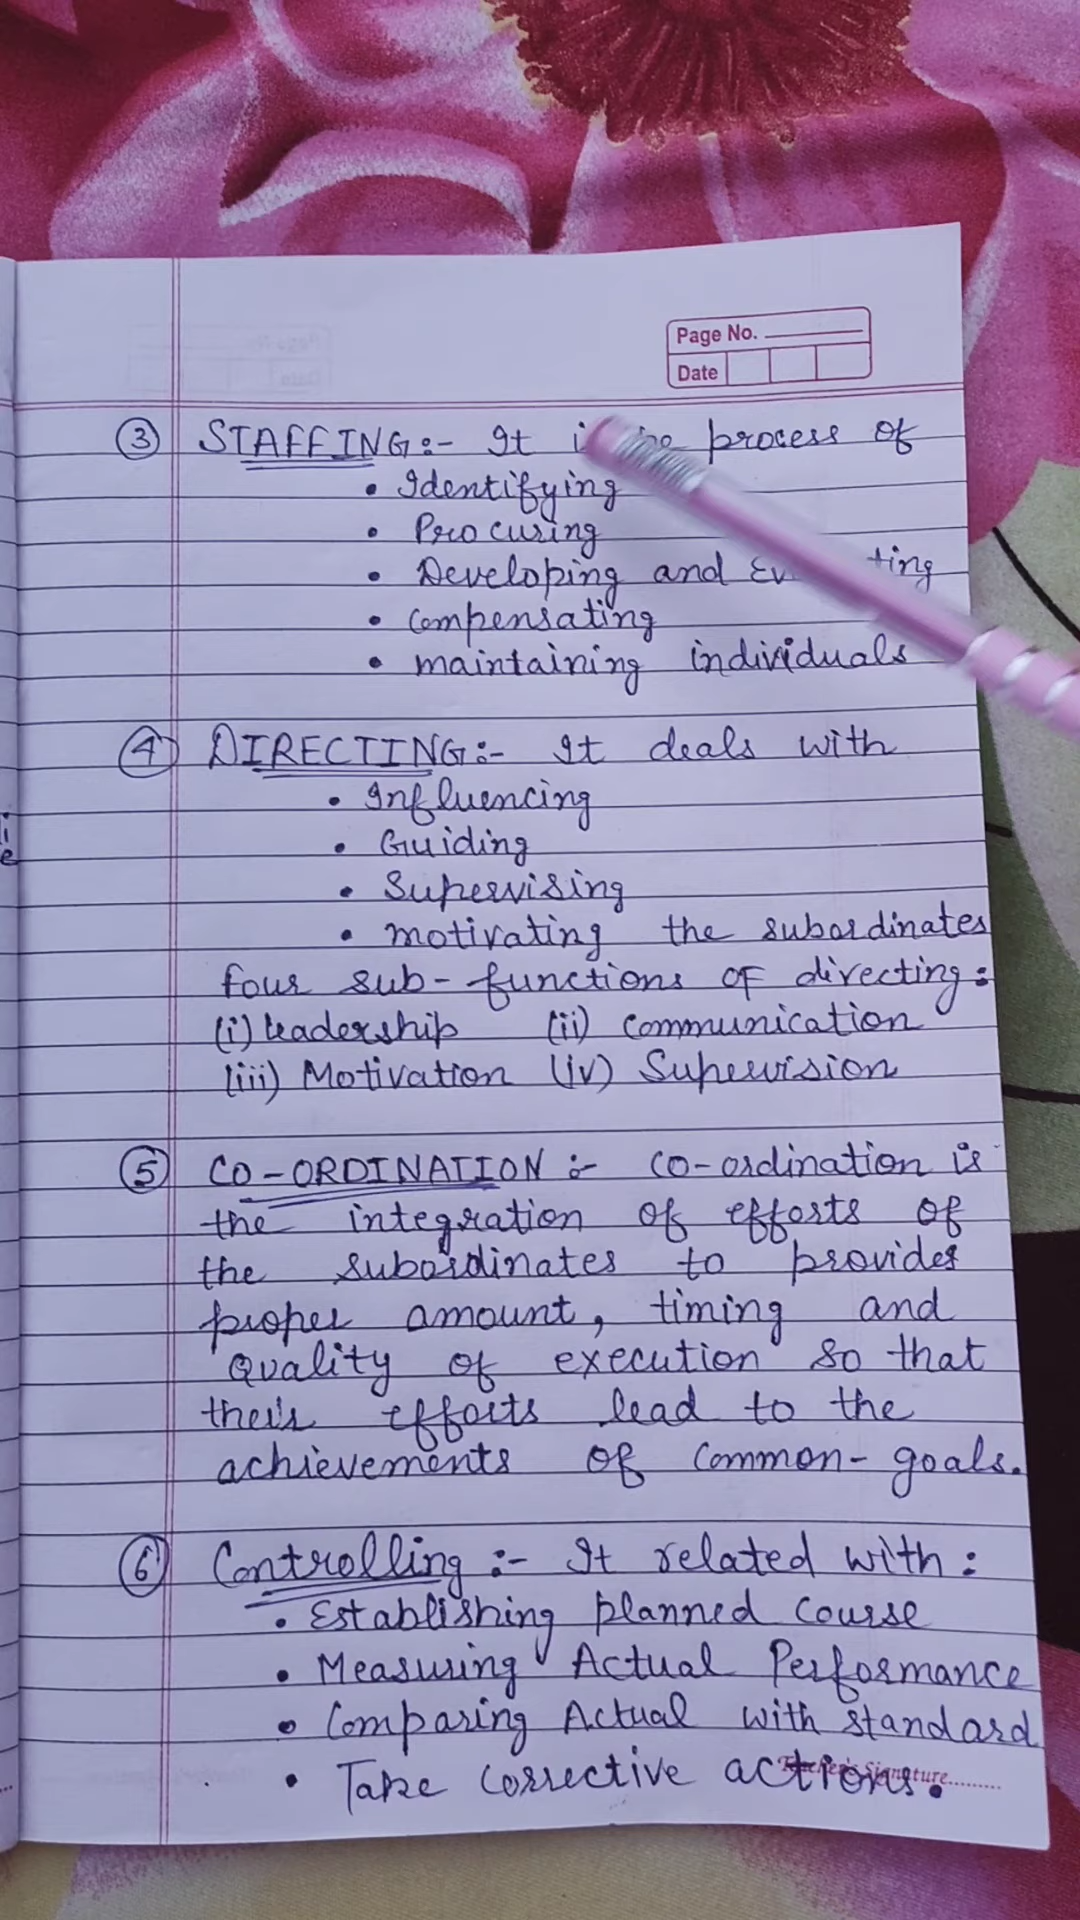 Page No.
Date
③ STAFFING:- It process of
• Identifying
• Procuring
• Developing and
• Compensating
• maintaining individuals
④ DIRECTING:- It deals with
• Influencing
• Guiding
• Supervising
• motivating the subordinates
four sub-functions of directing:
(i) leadership (ii) communication
(iii) Motivation (iv) Supervision
⑤ CO-ORDINATION :- co-ordination is
the integration of efforts of
the subordinates to provides
proper amount, timing and
Quality of execution so that
their efforts lead to the
achievements of common-goals.
⑥ Controlling :- It related with:
• Establishing planned course
• Measuring Actual Performance
• Comparing Actual with standard
• Take corrective actions.
Teacher's Signature.........